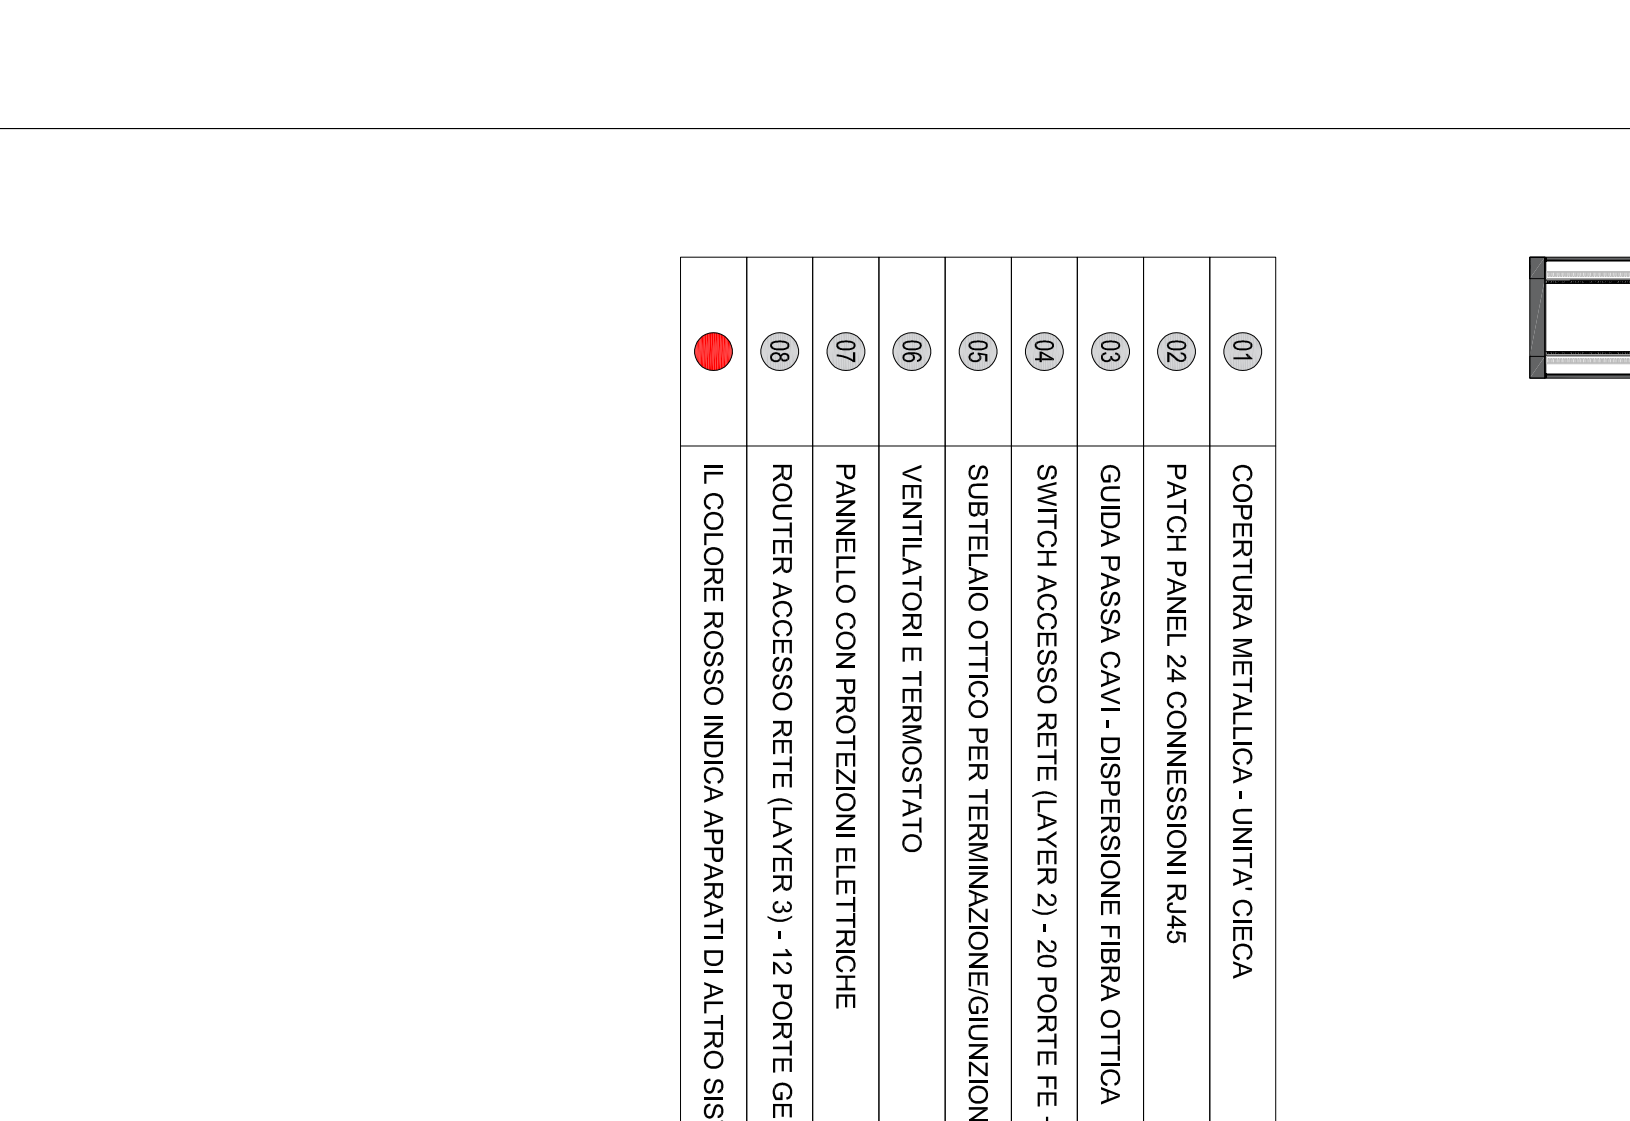 01 COPERTURA METALLICA - UNITA' CIECA
02 PATCH PANEL 24 CONNESSIONI RJ45
03 GUIDA PASSA CAVI - DISPERSIONE FIBRA OTTICA
04 SWITCH ACCESSO RETE (LAYER 2) - 20 PORTE FE -
05 SUBTELAIO OTTICO PER TERMINAZIONE/GIUNZION
06 VENTILATORI E TERMOSTATO
07 PANNELLO CON PROTEZIONI ELETTRICHE
08 ROUTER ACCESSO RETE (LAYER 3) - 12 PORTE GE
IL COLORE ROSSO INDICA APPARATI DI ALTRO SIS